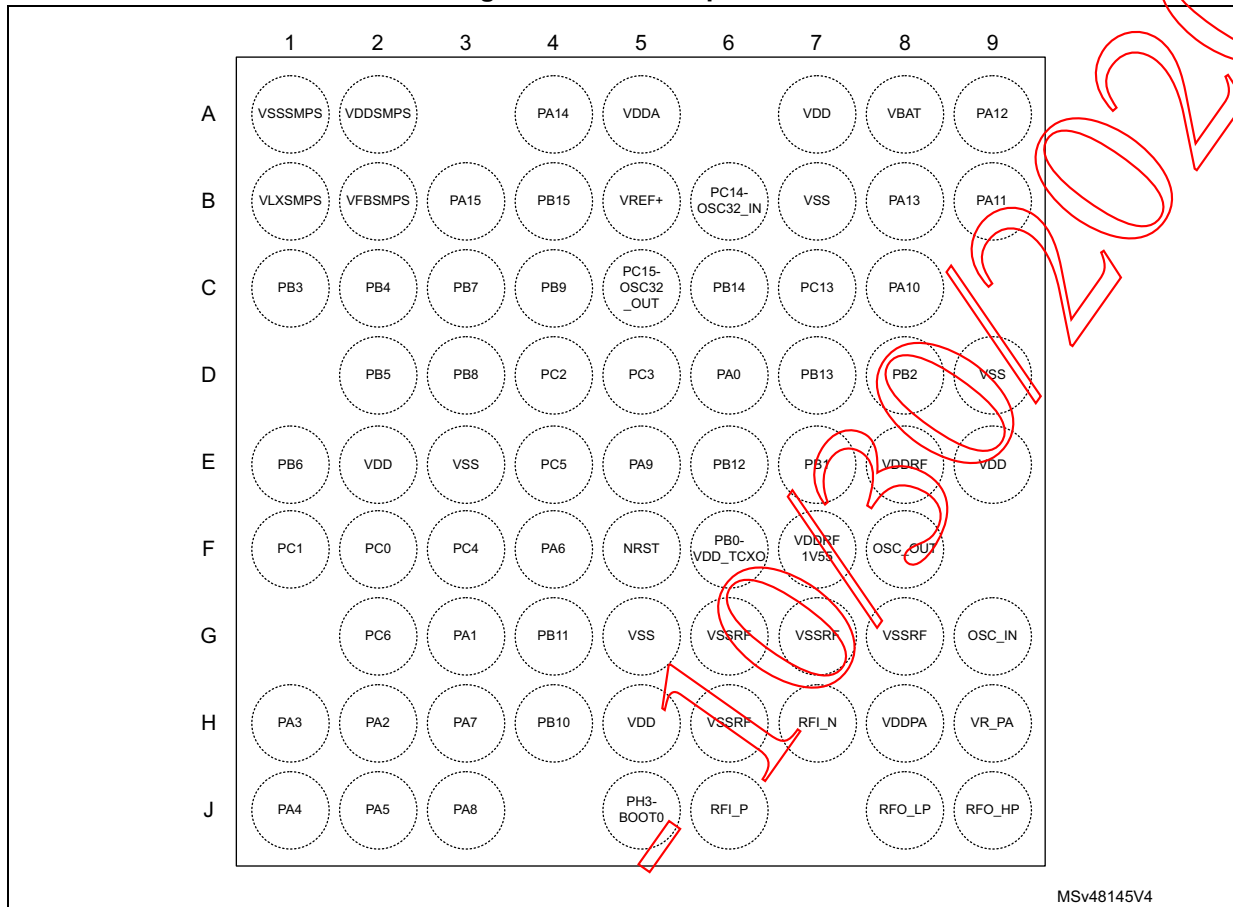 1 2 3 4 5 6 7 8 9
A VSSSMPS VDDSMPS PA14 VDDA VDD VBAT PA12
B VLXSMPS VFBSMPS PA15 PB15 VREF+ PC14-OSC32_IN VSS PA13 PA11
C PB3 PB4 PB7 PB9 PC15-OSC32_OUT PB14 PC13 PA10
D PB5 PB8 PC2 PC3 PA0 PB13 PB2 VSS
E PB6 VDD VSS PC5 PA9 PB12 PB1 VDDRF VDD
F PC1 PC0 PC4 PA6 NRST PB0-VDD_TCXO VDDRF1V55 OSC_OUT
G PC6 PA1 PB11 VSS VSSRF VSSRF VSSRF OSC_IN
H PA3 PA2 PA7 PB10 VDD VSSRF RFI_N VDDPA VR_PA
J PA4 PA5 PA8 PH3-BOOT0 RFI_P RFO_LP RFO_HP
- 10/30/202
MSv48145V4